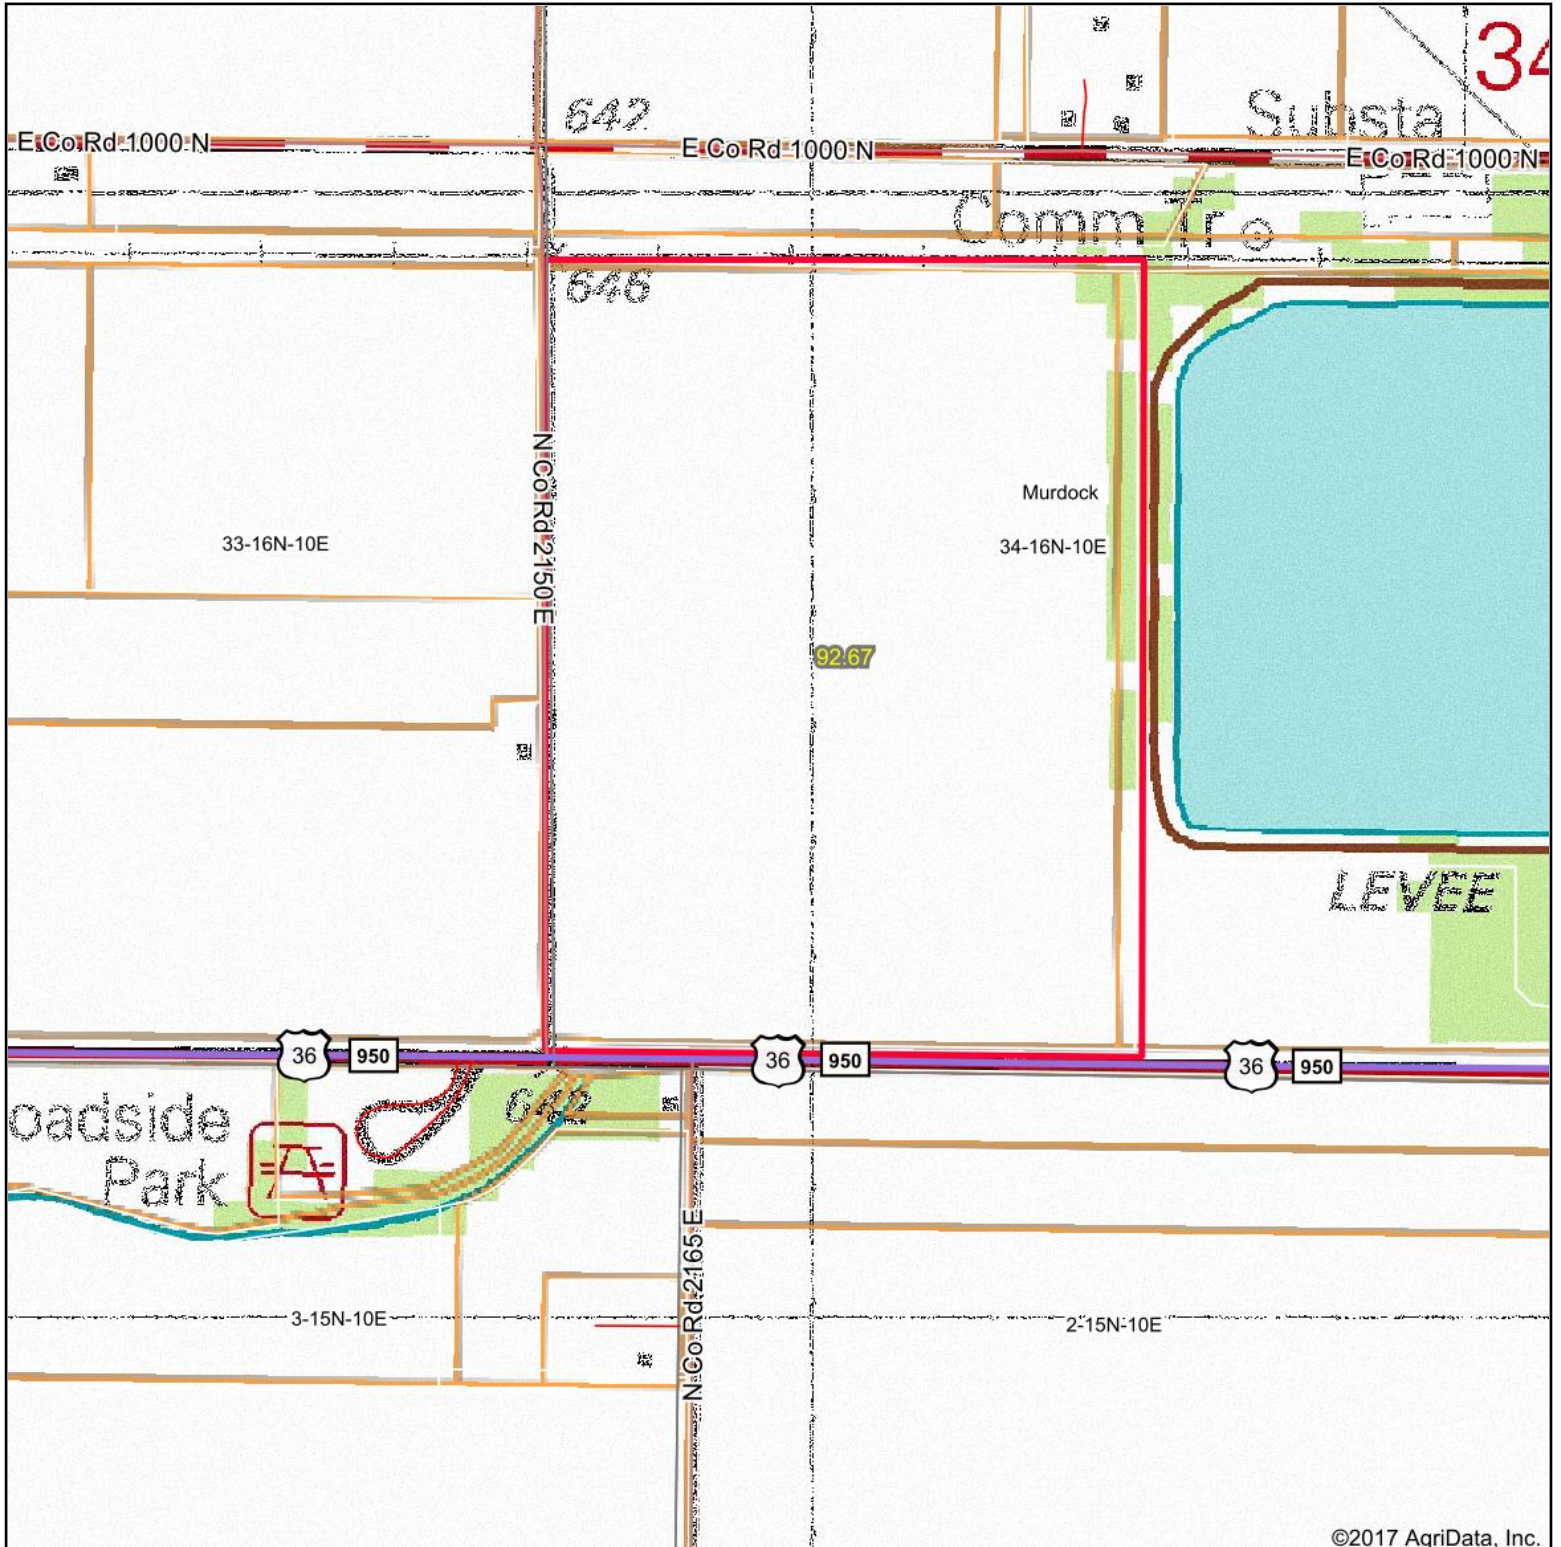 34
642
Substa
E Co Rd 1000 N
E Co Rd 1000 N
E Co Rd 1000 N
Comm Tr
646
N Co Rd 2150 E
Murdock
33-16N-10E
34-16N-10E
92.67
LEVEE
36
950
36
950
36
950
oadside
Park
N Co Rd 2165 E
3-15N-10E
2-15N-10E
©2017 AgriData, Inc.